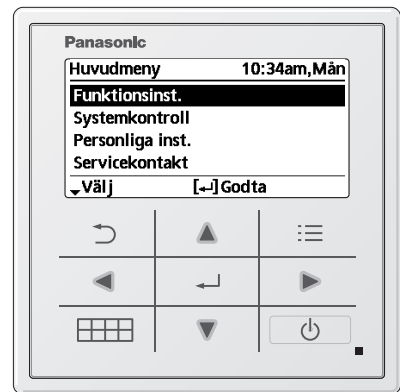 Panasonic
Huvudmeny 10:34am,Mån
Funktionsinst.
Systemkontroll
Personliga inst.
Servicekontakt
Välj [↵]Godta